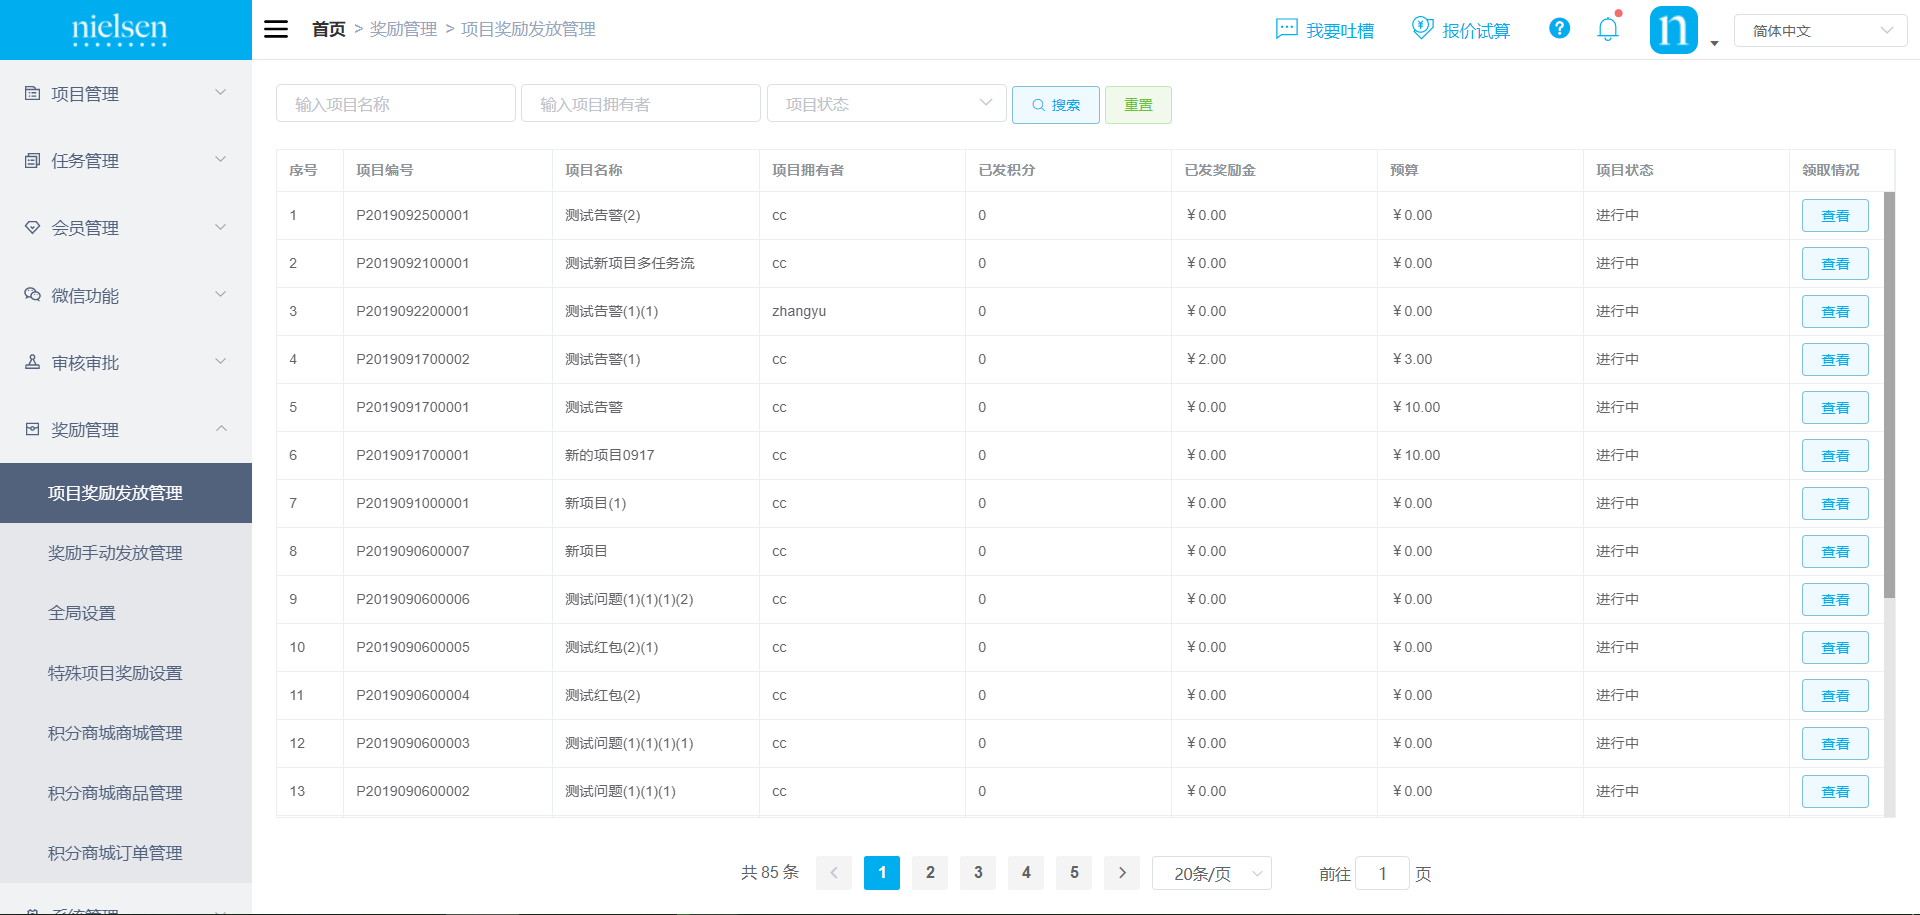 nielsen
首页 > 奖励管理 > 项目奖励发放管理
我要吐槽
报价试算
?
n
简体中文
项目管理
任务管理
会员管理
微信功能
审核审批
奖励管理
项目奖励发放管理
奖励手动发放管理
全局设置
特殊项目奖励设置
积分商城商城管理
积分商城商品管理
积分商城订单管理
系统管理
输入项目名称 输入项目拥有者 项目状态 搜索 重置
序号 项目编号 项目名称 项目拥有者 已发积分 已发奖励金 预算 项目状态 领取情况
1 P2019092500001 测试告警(2) cc 0 ¥0.00 ¥0.00 进行中 查看
2 P2019092100001 测试新项目多任务流 cc 0 ¥0.00 ¥0.00 进行中 查看
3 P2019092200001 测试告警(1)(1) zhangyu 0 ¥0.00 ¥0.00 进行中 查看
4 P2019091700002 测试告警(1) cc 0 ¥2.00 ¥3.00 进行中 查看
5 P2019091700001 测试告警 cc 0 ¥0.00 ¥10.00 进行中 查看
6 P2019091700001 新的项目0917 cc 0 ¥0.00 ¥10.00 进行中 查看
7 P2019091000001 新项目(1) cc 0 ¥0.00 ¥0.00 进行中 查看
8 P2019090600007 新项目 cc 0 ¥0.00 ¥0.00 进行中 查看
9 P2019090600006 测试问题(1)(1)(1)(2) cc 0 ¥0.00 ¥0.00 进行中 查看
10 P2019090600005 测试红包(2)(1) cc 0 ¥0.00 ¥0.00 进行中 查看
11 P2019090600004 测试红包(2) cc 0 ¥0.00 ¥0.00 进行中 查看
12 P2019090600003 测试问题(1)(1)(1)(1) cc 0 ¥0.00 ¥0.00 进行中 查看
13 P2019090600002 测试问题(1)(1)(1) cc 0 ¥0.00 ¥0.00 进行中 查看
共 85 条 < 1 2 3 4 5 > 20条/页 前往 1 页